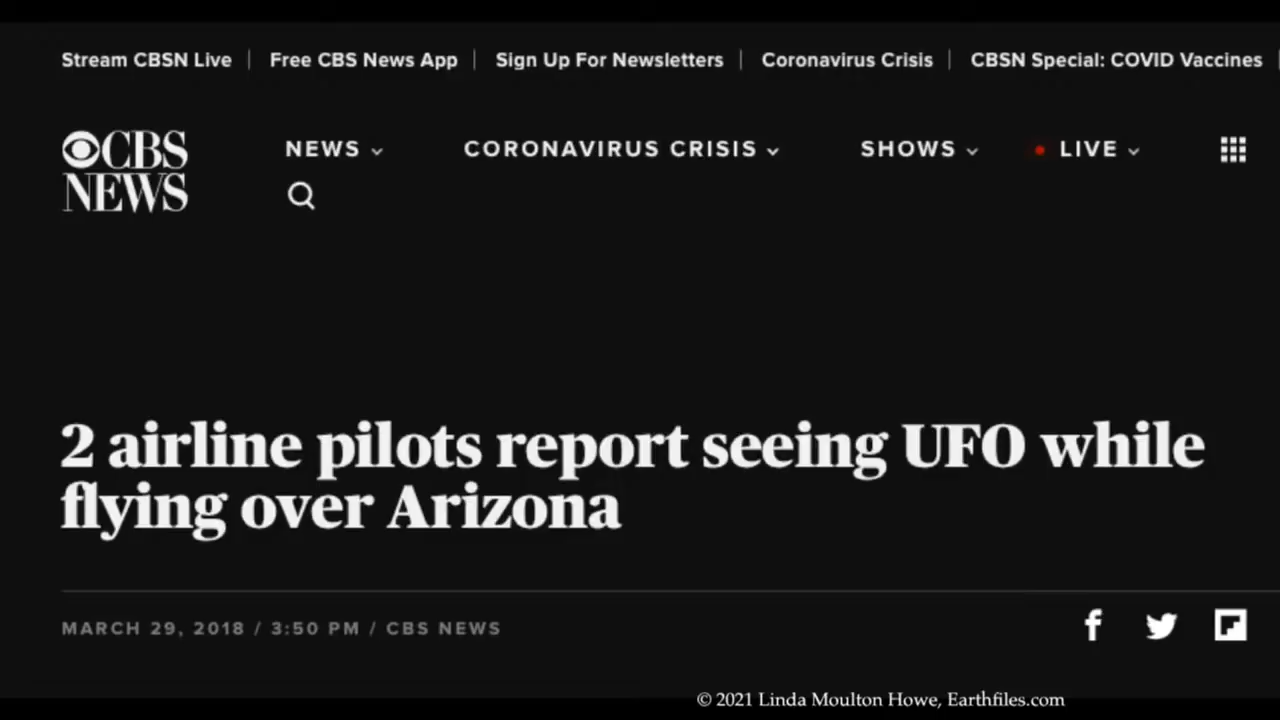 Stream CBSN Live | Free CBS News App | Sign Up For Newsletters | Coronavirus Crisis | CBSN Special: COVID Vaccines |
CBS NEWS
NEWS CORONAVIRUS CRISIS SHOWS LIVE
2 airline pilots report seeing UFO while
flying over Arizona
MARCH 29, 2018 / 3:50 PM / CBS NEWS
© 2021 Linda Moulton Howe, Earthfiles.com